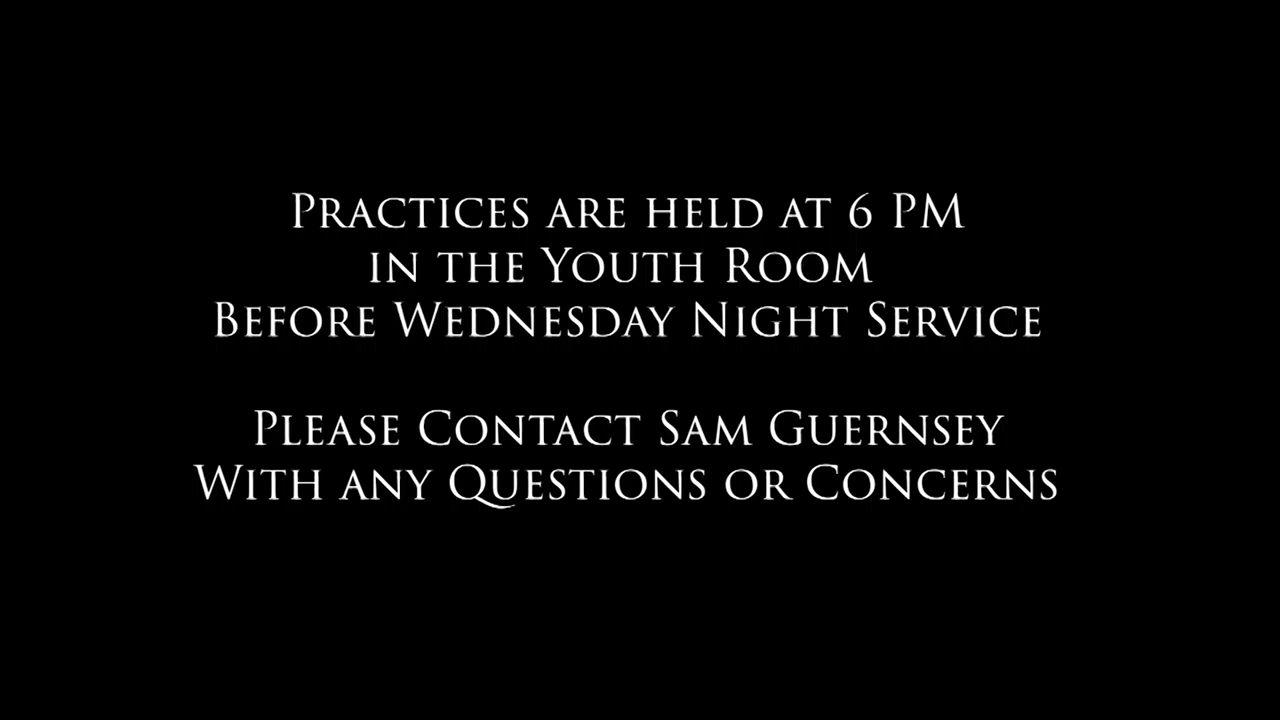 Practices are held at 6 PM
in the Youth Room
Before Wednesday Night Service
Please Contact Sam Guernsey
With any Questions or Concerns